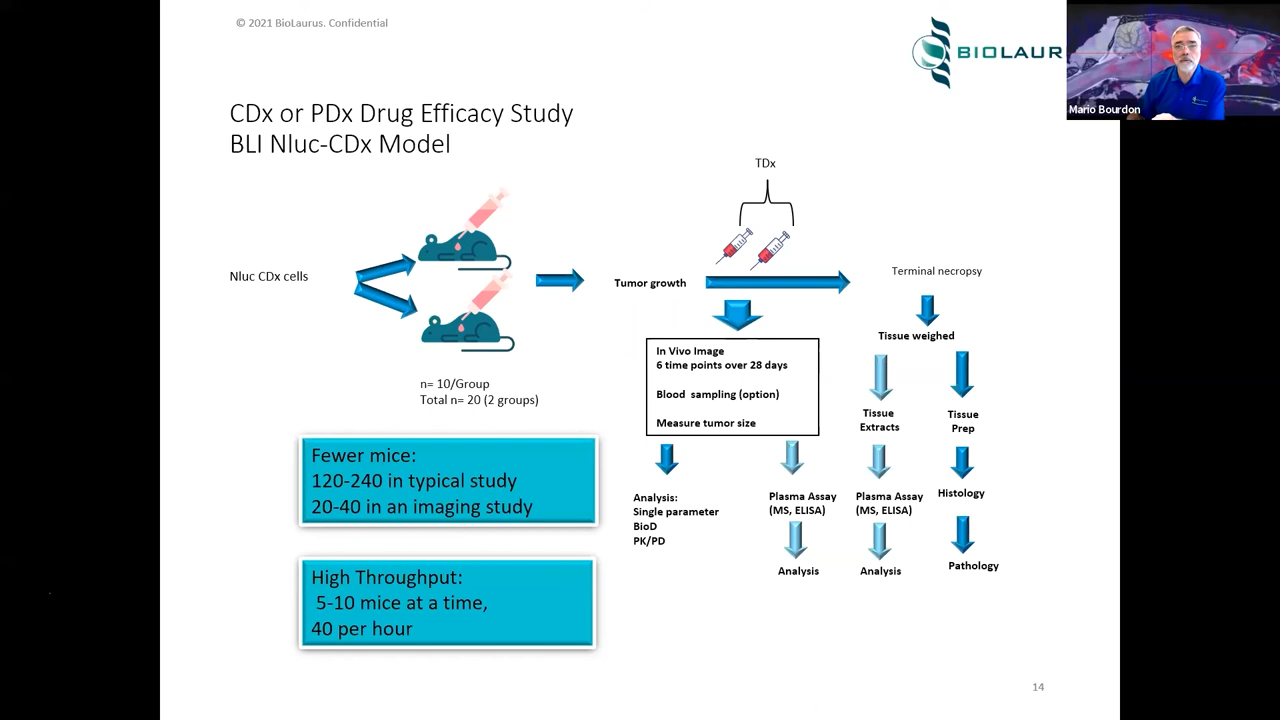 © 2021 BioLaurus. Confidential
BIOLAUR
Mario Bourdon
CDx or PDx Drug Efficacy Study
BLI Nluc-CDx Model
TDx
Nluc CDx cells
Tumor growth
Terminal necropsy
n= 10/Group
Total n= 20 (2 groups)
In Vivo Image
6 time points over 28 days
Blood sampling (option)
Measure tumor size
Tissue weighed
Tissue
Extracts
Tissue
Prep
Fewer mice:
120-240 in typical study
20-40 in an imaging study
Analysis:
Single parameter
BioD
PK/PD
Plasma Assay
(MS, ELISA)
Analysis
Plasma Assay
(MS, ELISA)
Analysis
Histology
Pathology
High Throughput:
5-10 mice at a time,
40 per hour
14